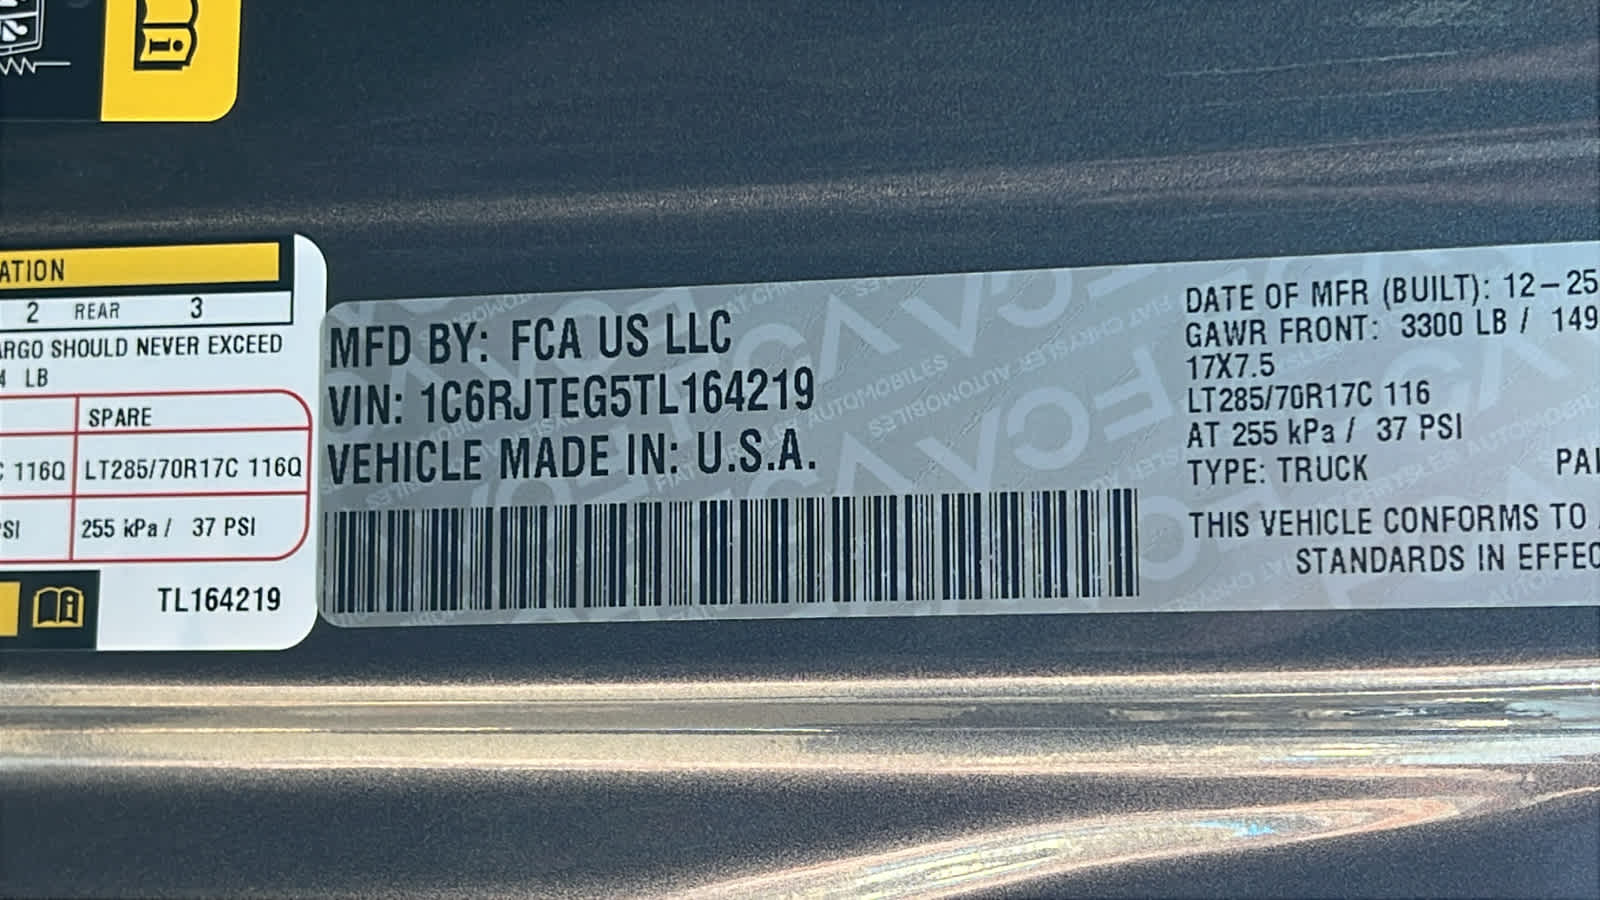 ATION
2 REAR 3
ARGO SHOULD NEVER EXCEED
4 LB
SPARE
C 116Q LT285/70R17C 116Q
PSI 255 kPa / 37 PSI
TL164219
MFD BY: FCA US LLC
VIN: 1C6RJTEG5TL164219
VEHICLE MADE IN: U.S.A.
DATE OF MFR (BUILT): 12-25
GAWR FRONT: 3300 LB / 149
17X7.5
LT285/70R17C 116
AT 255 kPa / 37 PSI
TYPE: TRUCK PAI
THIS VEHICLE CONFORMS TO
STANDARDS IN EFFEC